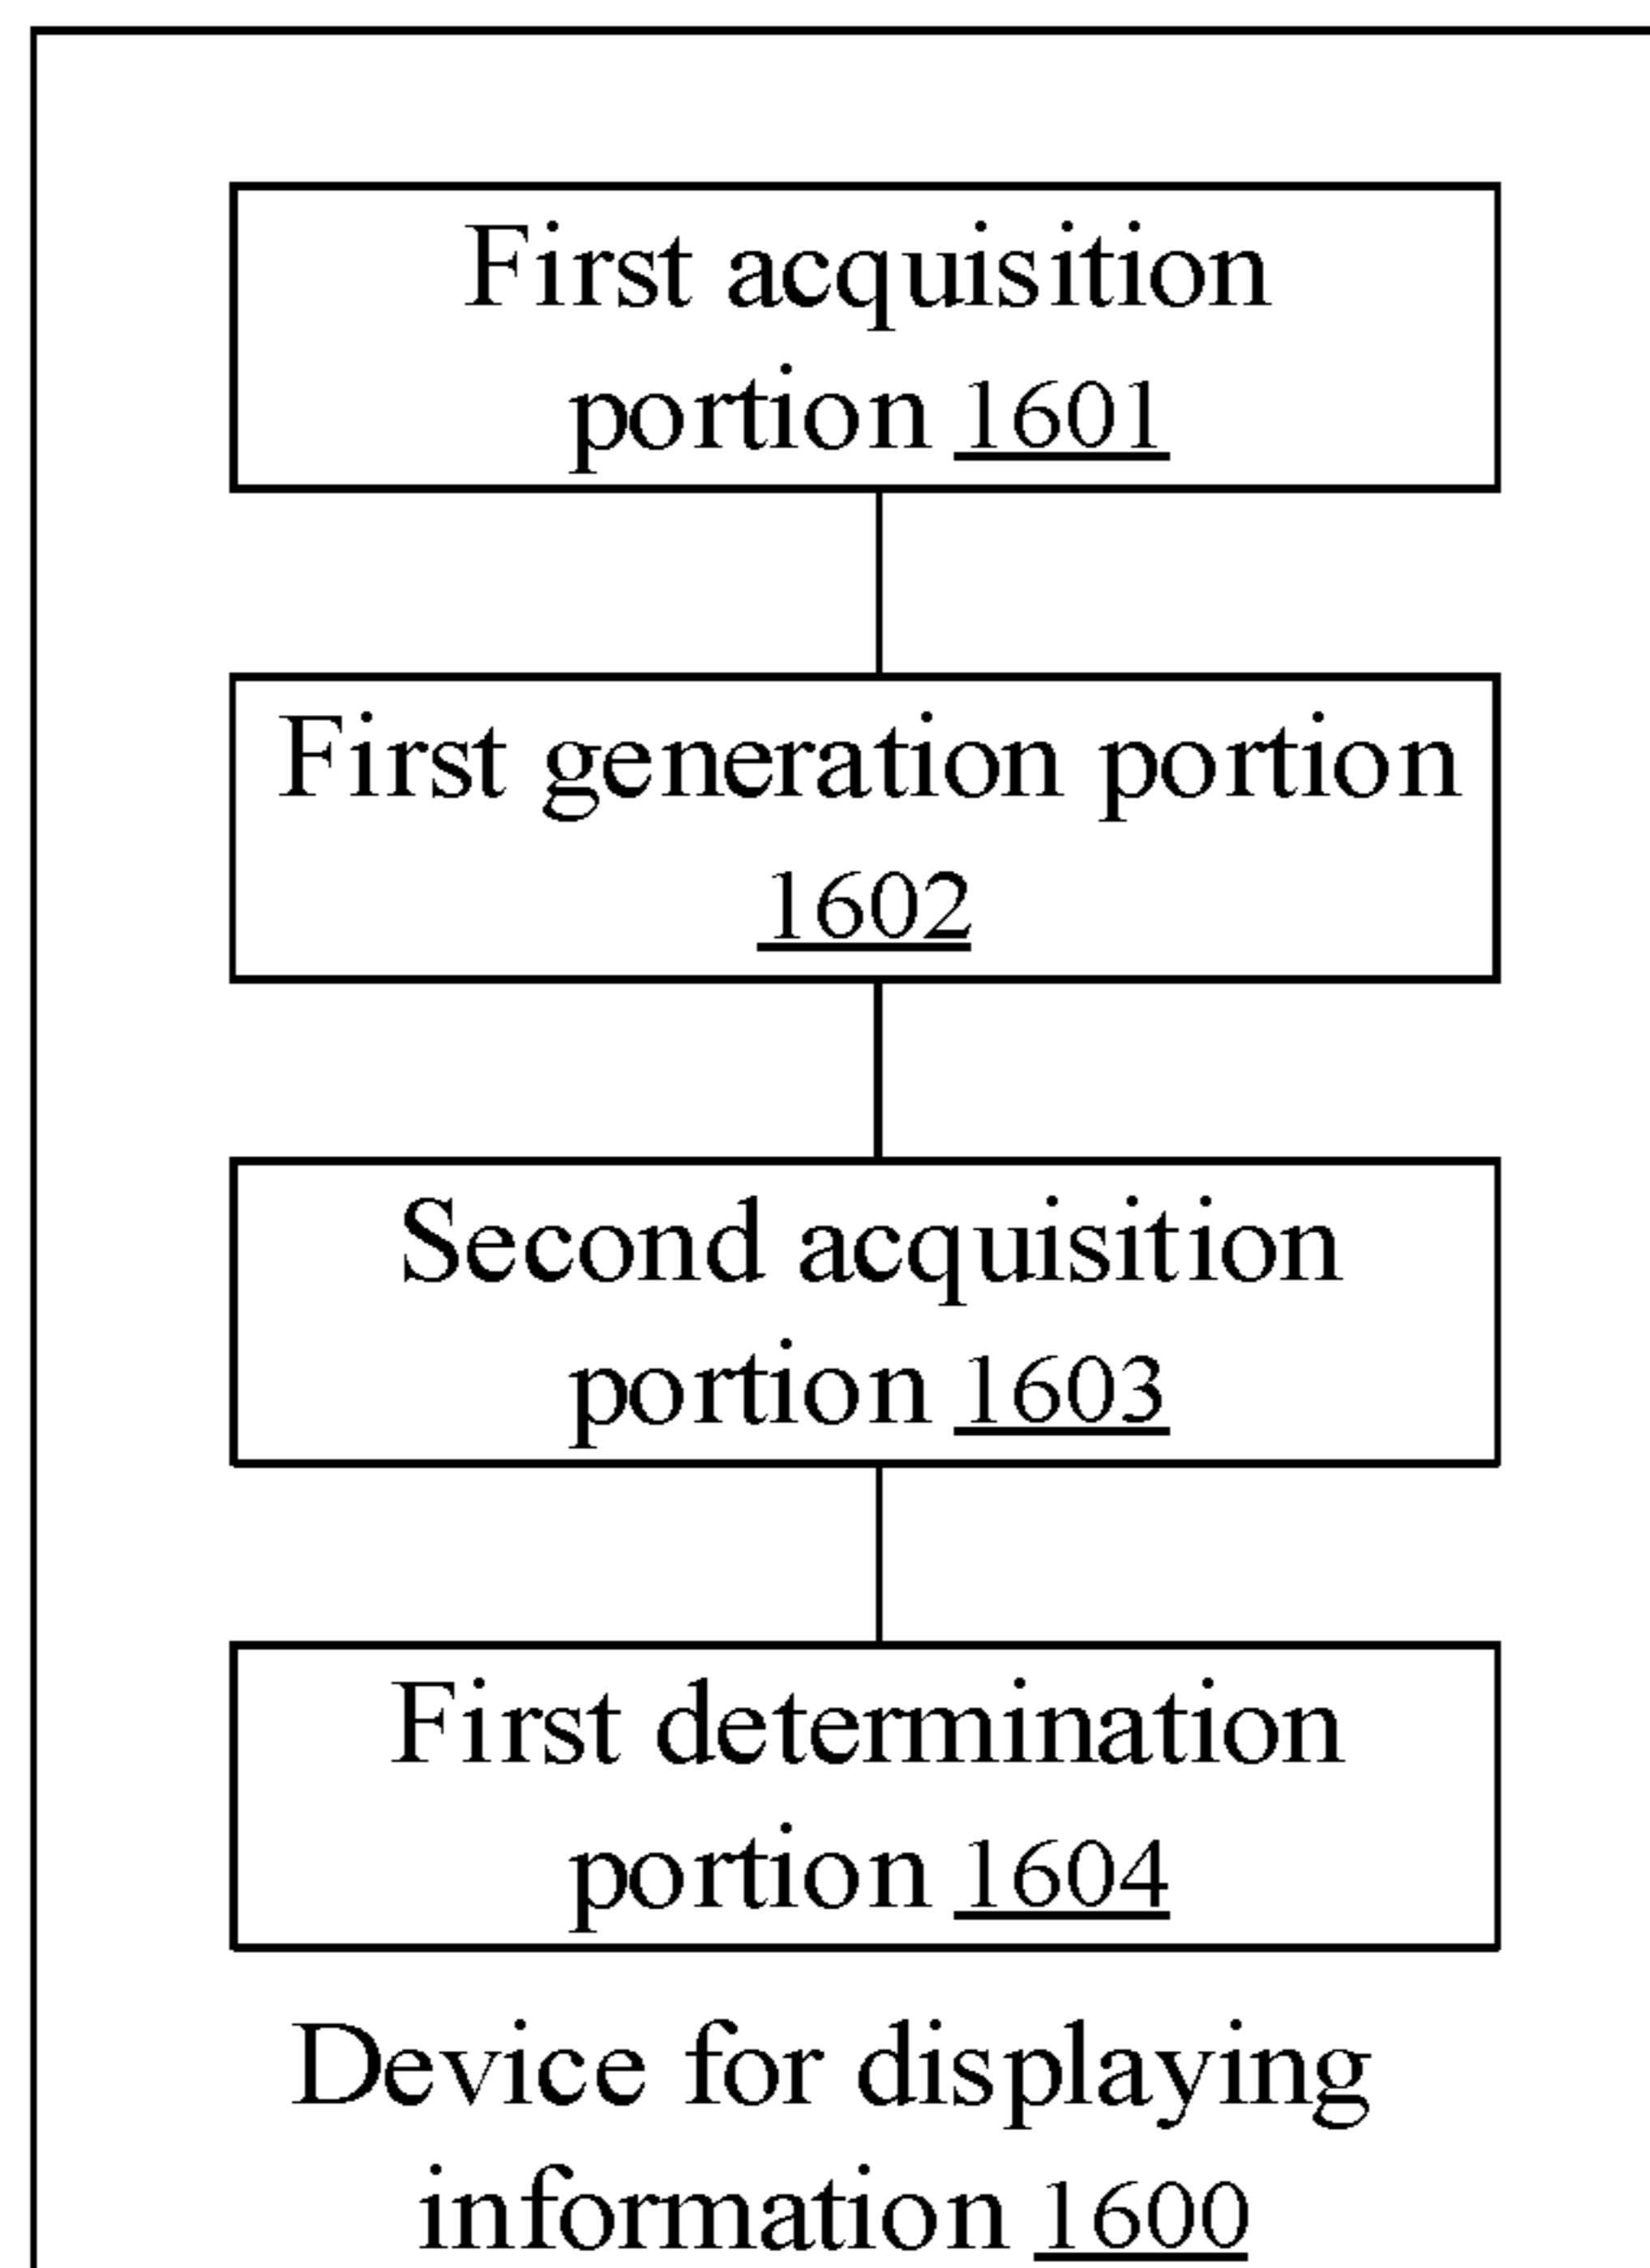 First acquisition
portion 1601
First generation portion
1602
Second acquisition
portion 1603
First determination
portion 1604
Device for displaying
information 1600